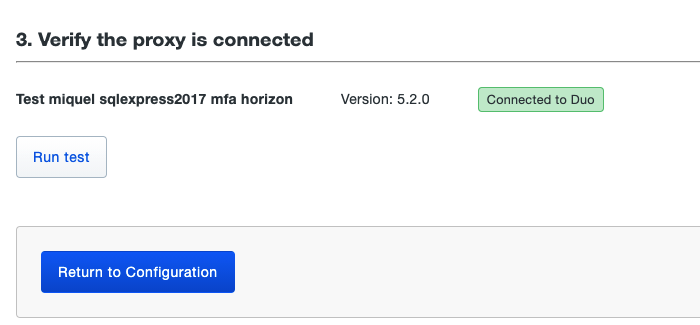 3. Verify the proxy is connected
Test miquel sqlexpress2017 mfa horizon Version: 5.2.0 Connected to Duo
Run test
Return to Configuration